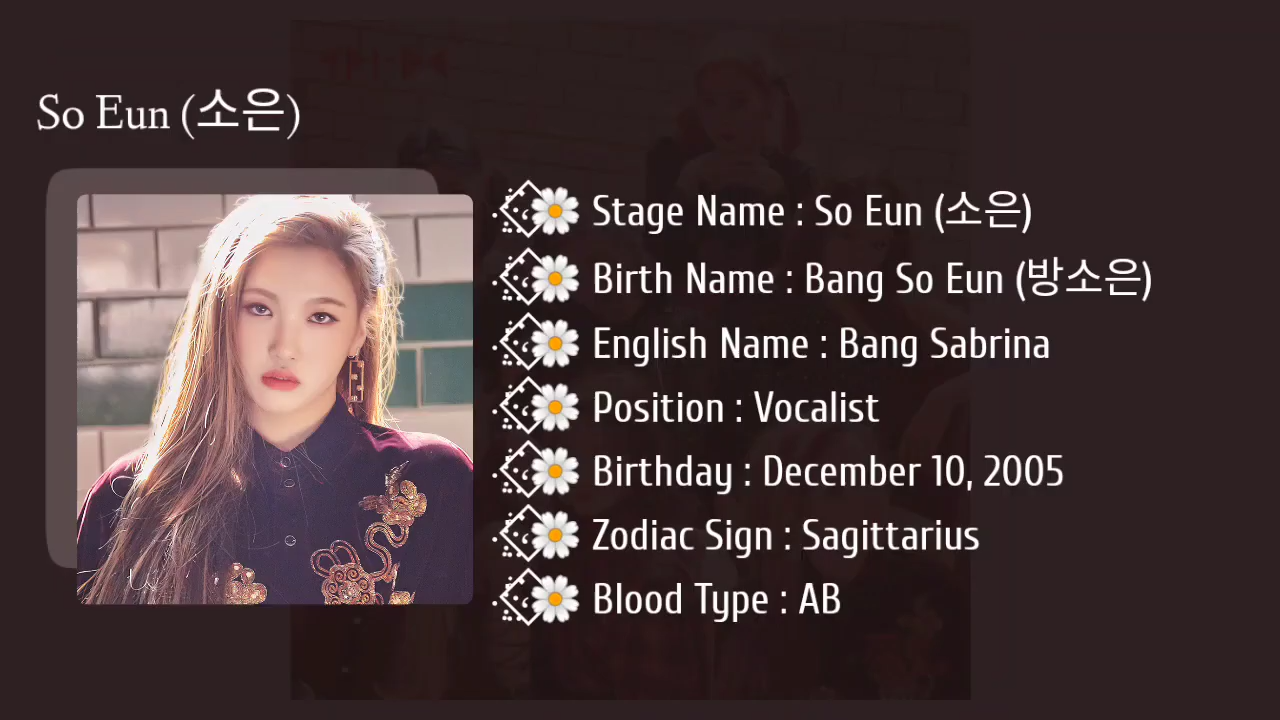 So Eun (소은)
Stage Name : So Eun (소은)
Birth Name : Bang So Eun (방소은)
English Name : Bang Sabrina
Position : Vocalist
Birthday : December 10, 2005
Zodiac Sign : Sagittarius
Blood Type : AB